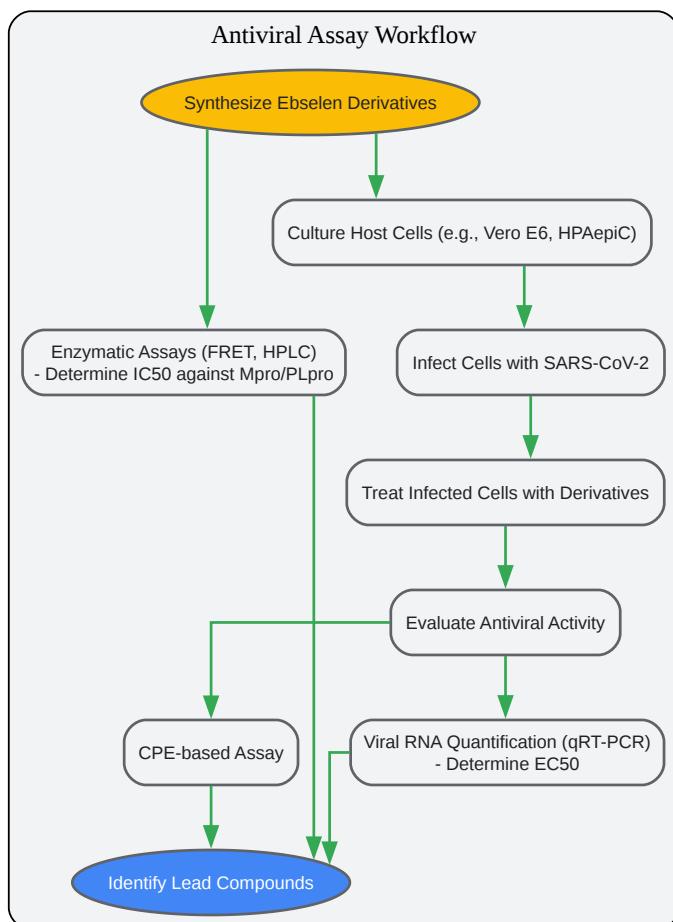 Antiviral Assay Workflow
Synthesize Ebselen Derivatives
Culture Host Cells (e.g., Vero E6, HPAepiC)
Enzymatic Assays (FRET, HPLC)
- Determine IC50 against Mpro/PLpro
Infect Cells with SARS-CoV-2
Treat Infected Cells with Derivatives
Evaluate Antiviral Activity
CPE-based Assay
Viral RNA Quantification (qRT-PCR)
- Determine EC50
Identify Lead Compounds